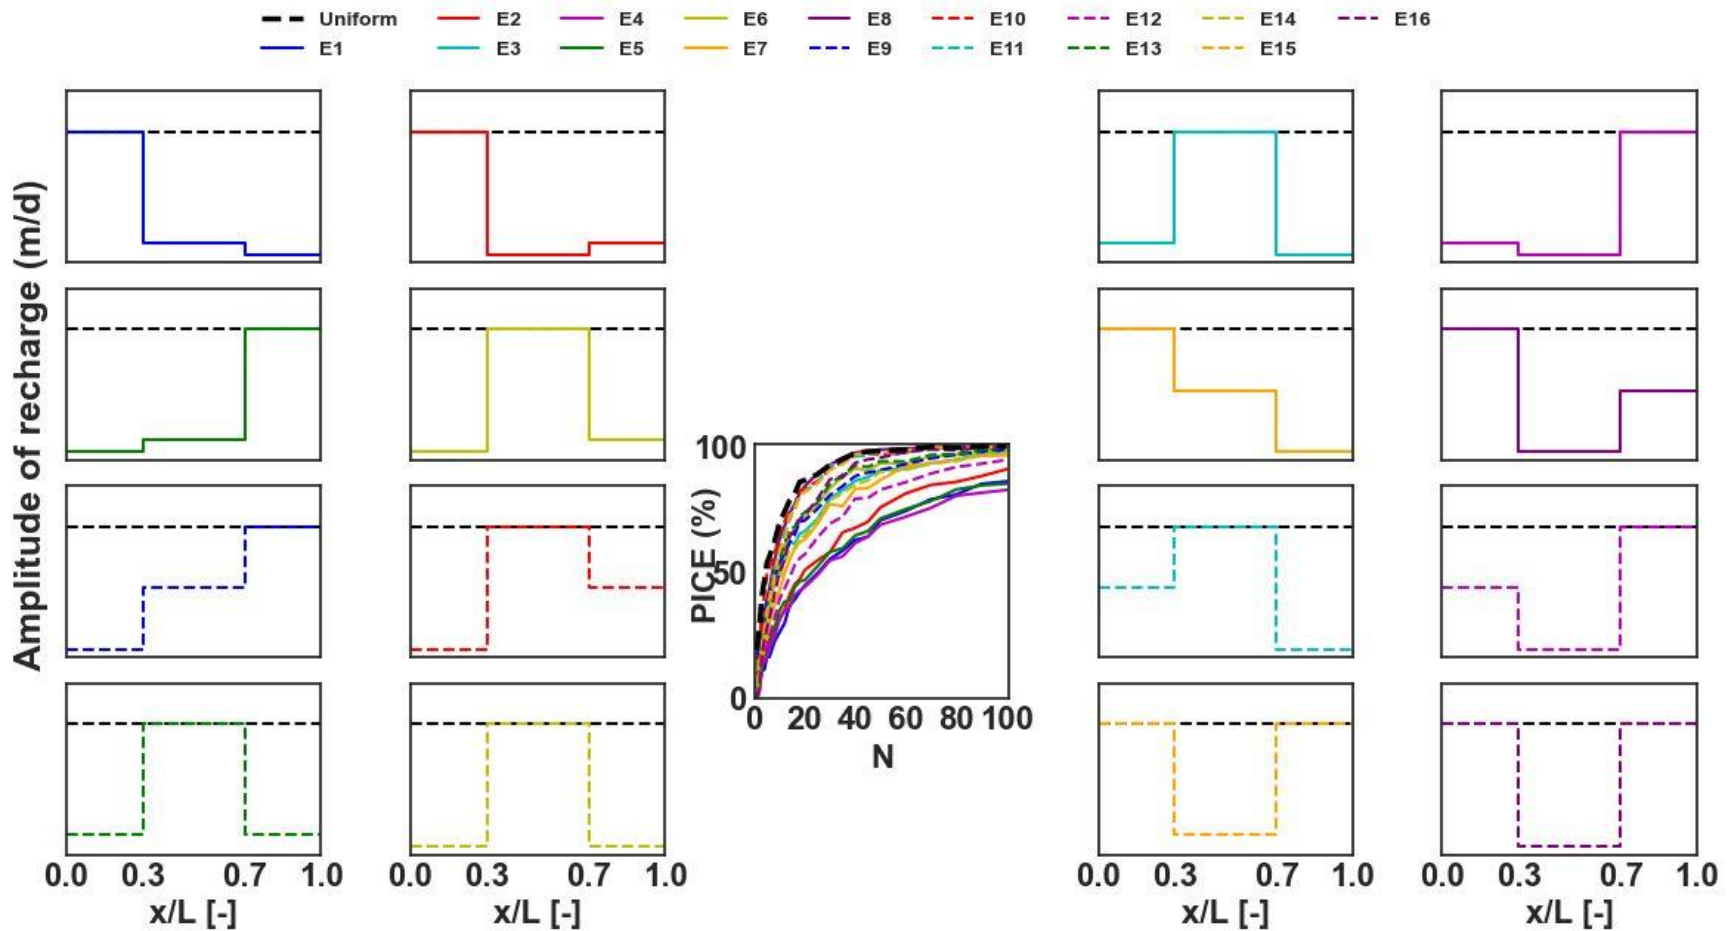 Uniform E2 E4 E6 E8 E10 E12 E14 E16
E1 E3 E5 E7 E9 E11 E13 E15
Amplitude of recharge (m/d)
100
50
0
PICE (%)
0 20 40 60 80 100
N
0.0 0.3 0.7 1.0 0.0 0.3 0.7 1.0 0.0 0.3 0.7 1.0 0.0 0.3 0.7 1.0
x/L [-] x/L [-] x/L [-] x/L [-]